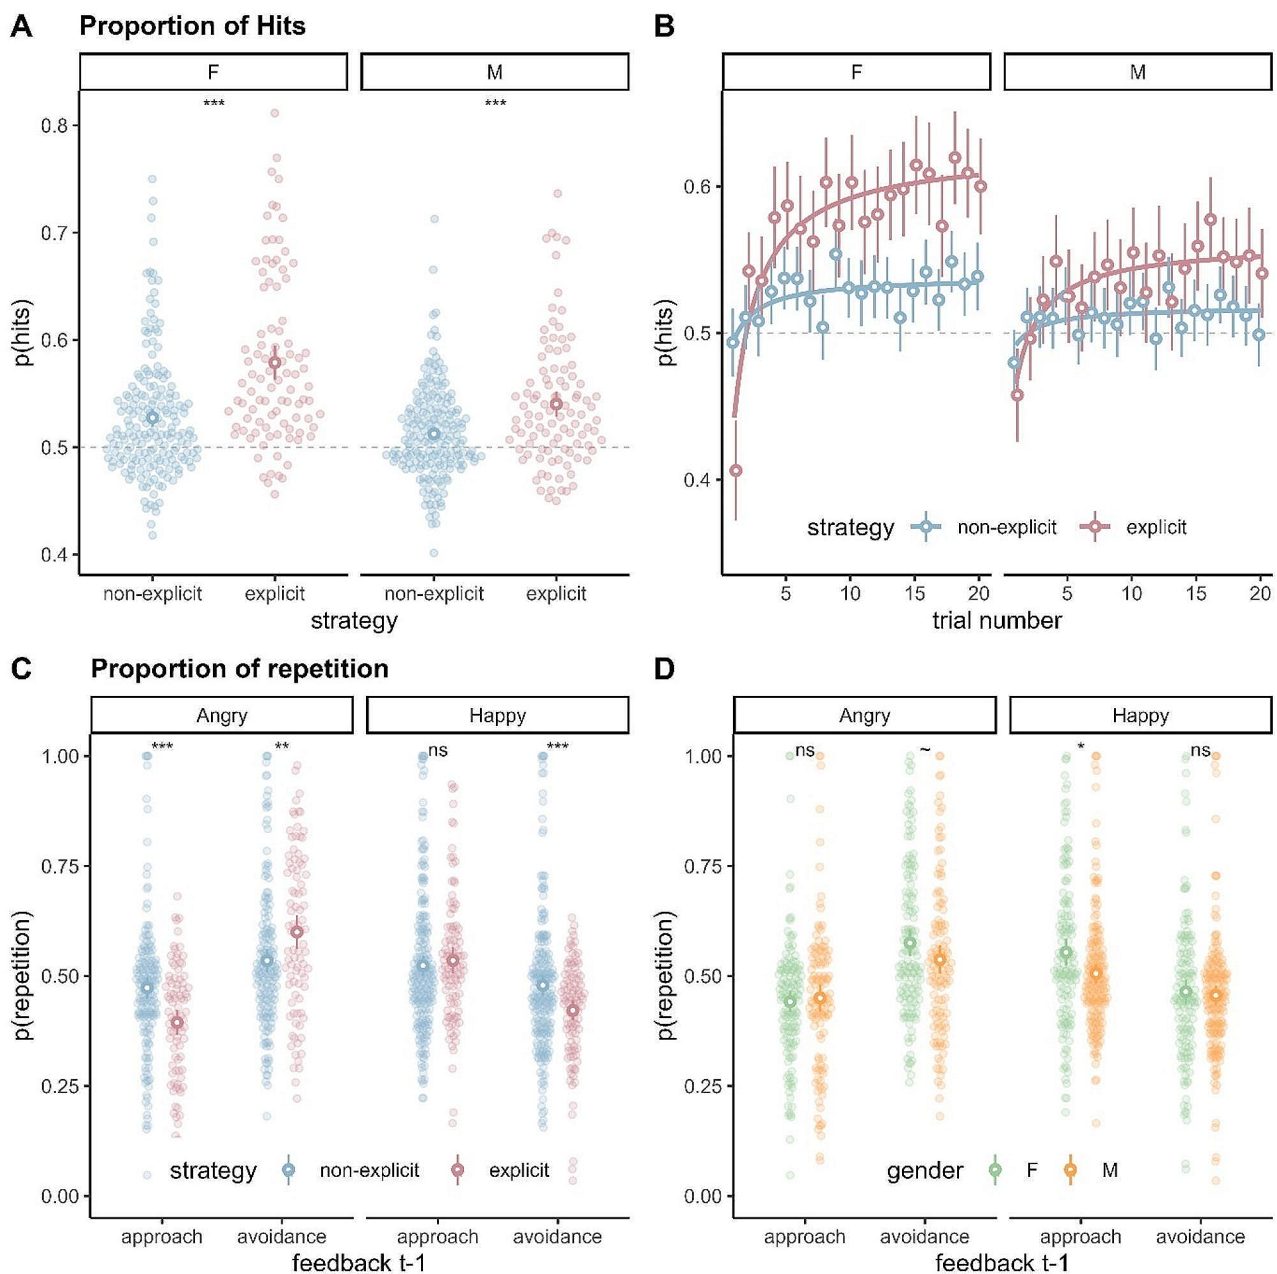 A Proportion of Hits
F M
*** ***
0.8
0.7
0.6
0.5
0.4
p(hits)
non-explicit explicit non-explicit explicit
strategy
B
F M
0.6
0.5
0.4
p(hits)
strategy non-explicit explicit
5 10 15 20 5 10 15 20
trial number
C Proportion of repetition
Angry Happy
*** ** ns ***
1.00
0.75
0.50
0.25
0.00
p(repetition)
strategy non-explicit explicit
approach avoidance approach avoidance
feedback t-1
D
Angry Happy
ns ~ * ns
1.00
0.75
0.50
0.25
0.00
p(repetition)
gender F M
approach avoidance approach avoidance
feedback t-1